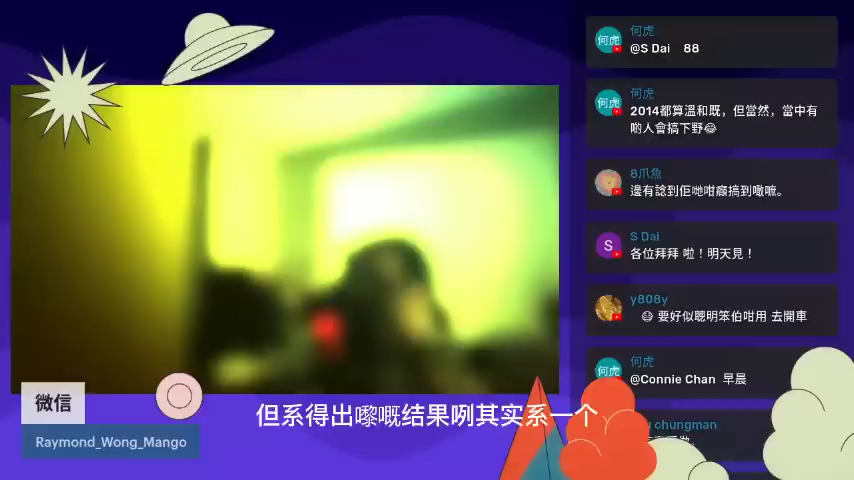 何虎
@S Dai 88
何虎
2014都算溫和既，但當然，當中有
啲人會搞下野😂
8爪魚
邊有諗到佢哋咁癲搞到噉嘛。
S Dai
各位拜拜 啦！明天見！
y808y
😆 要好似聰明笨伯咁用 去開車
何虎
@Connie Chan 早晨
chungman
但系得出嚟嘅结果咧其实系一个
微信
Raymond_Wong_Mango